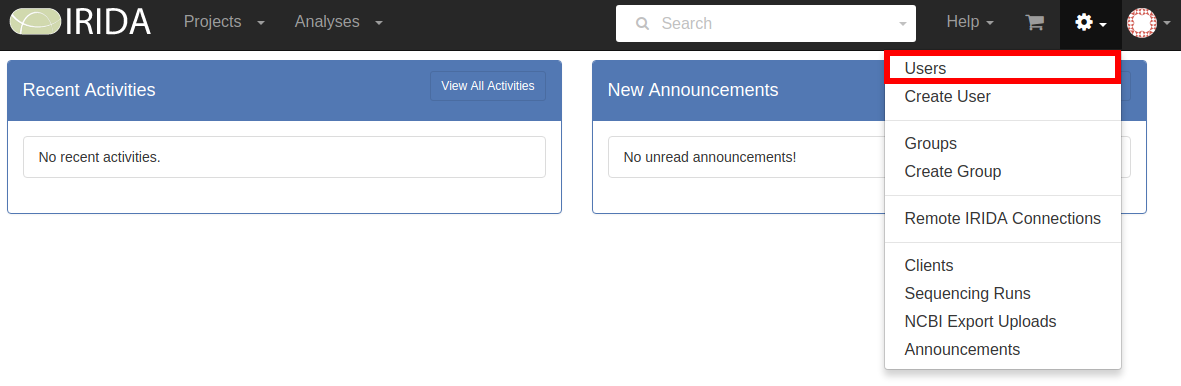 IRIDA Projects Analyses Search Help
Recent Activities View All Activities
No recent activities.
New Announcements
No unread announcements!
Users
Create User
Groups
Create Group
Remote IRIDA Connections
Clients
Sequencing Runs
NCBI Export Uploads
Announcements